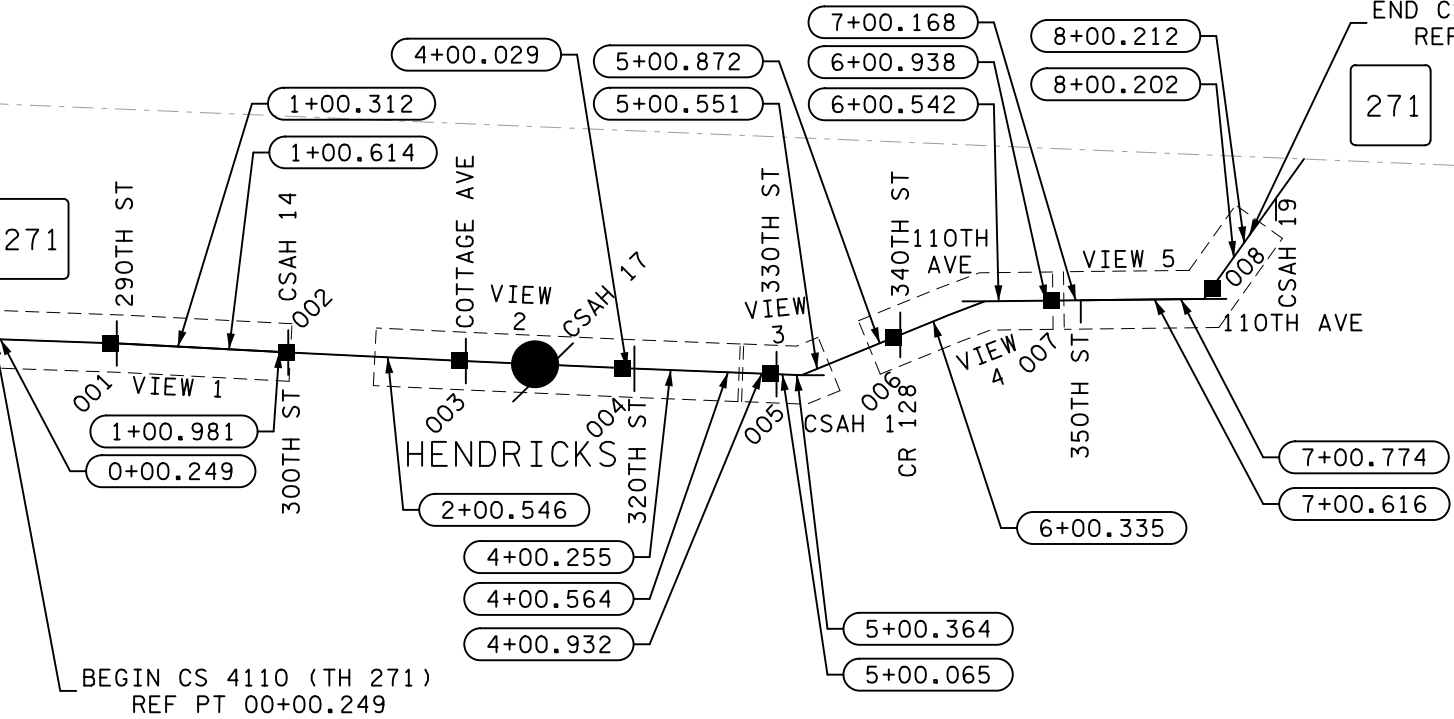 END C
REF
7+00.168
8+00.212
4+00.029
5+00.872
6+00.938
8+00.202
271
1+00.312
5+00.551
6+00.542
1+00.614
290TH ST
CSAH 14
002
COTTAGE AVE
VIEW
2
CSAH 17
330TH ST
VIEW
3
340TH ST
110TH
AVE
VIEW 5
008
CSAH 19
271
001
VIEW 1
003
004
005
CSAH 1
006
CR 128
VIEW
4
007
350TH ST
110TH AVE
1+00.981
0+00.249
300TH ST
HENDRICKS
320TH ST
7+00.774
2+00.546
7+00.616
6+00.335
4+00.255
4+00.564
4+00.932
5+00.364
5+00.065
BEGIN CS 4110 (TH 271)
REF PT 00+00.249